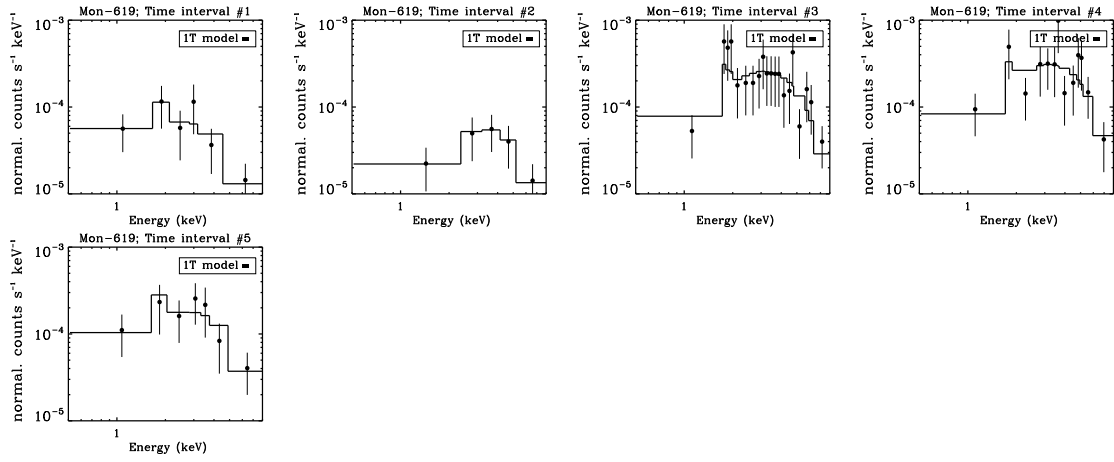 Mon-619; Time interval #1
Mon-619; Time interval #2
Mon-619; Time interval #3
Mon-619; Time interval #4
1T model
1T model
1T model
1T model
10⁻³
10⁻³
10⁻³
10⁻³
10⁻⁴
10⁻⁴
10⁻⁴
10⁻⁴
10⁻⁵
10⁻⁵
10⁻⁵
10⁻⁵
normal. counts s⁻¹ keV⁻¹
normal. counts s⁻¹ keV⁻¹
normal. counts s⁻¹ keV⁻¹
normal. counts s⁻¹ keV⁻¹
1
1
1
1
Energy (keV)
Energy (keV)
Energy (keV)
Energy (keV)
Mon-619; Time interval #5
1T model
10⁻³
10⁻⁴
10⁻⁵
normal. counts s⁻¹ keV⁻¹
1
Energy (keV)